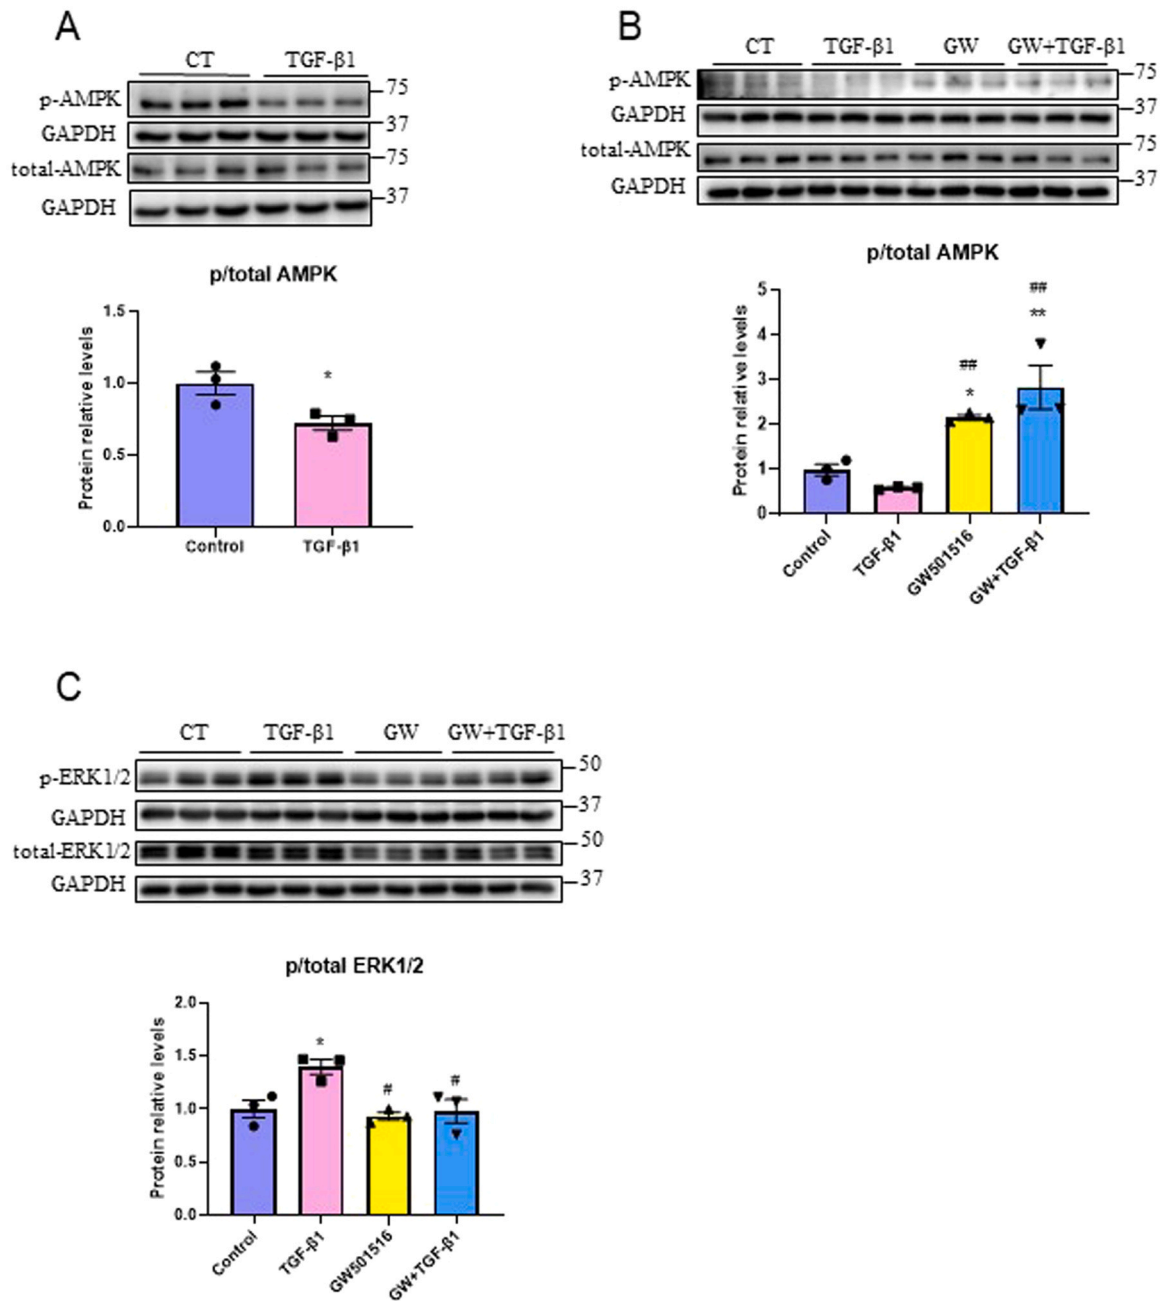 A
CT TGF-β1
p-AMPK 75
GAPDH 37
total-AMPK 75
GAPDH 37
p/total AMPK
Protein relative levels
1.5
1.0
0.5
0.0
*
Control TGF-β1
B
CT TGF-β1 GW GW+TGF-β1
p-AMPK 75
GAPDH 37
total-AMPK 75
GAPDH 37
p/total AMPK
Protein relative levels
5
4
3
2
1
0
##
*
##
**
Control TGF-β1 GW501516 GW+TGF-β1
C
CT TGF-β1 GW GW+TGF-β1
p-ERK1/2 50
GAPDH 37
total-ERK1/2 50
GAPDH 37
p/total ERK1/2
Protein relative levels
2.0
1.5
1.0
0.5
0.0
*
#
#
Control TGF-β1 GW501516 GW+TGF-β1